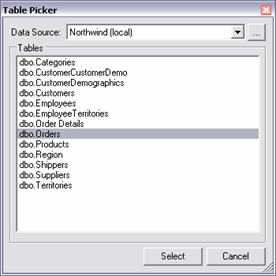 Table Picker
Data Source: Northwind (local) ...
Tables
dbo.Categories
dbo.CustomerCustomerDemo
dbo.CustomerDemographics
dbo.Customers
dbo.Employees
dbo.EmployeeTerritories
dbo.Order Details
dbo.Orders
dbo.Products
dbo.Region
dbo.Shippers
dbo.Suppliers
dbo.Territories
Select Cancel